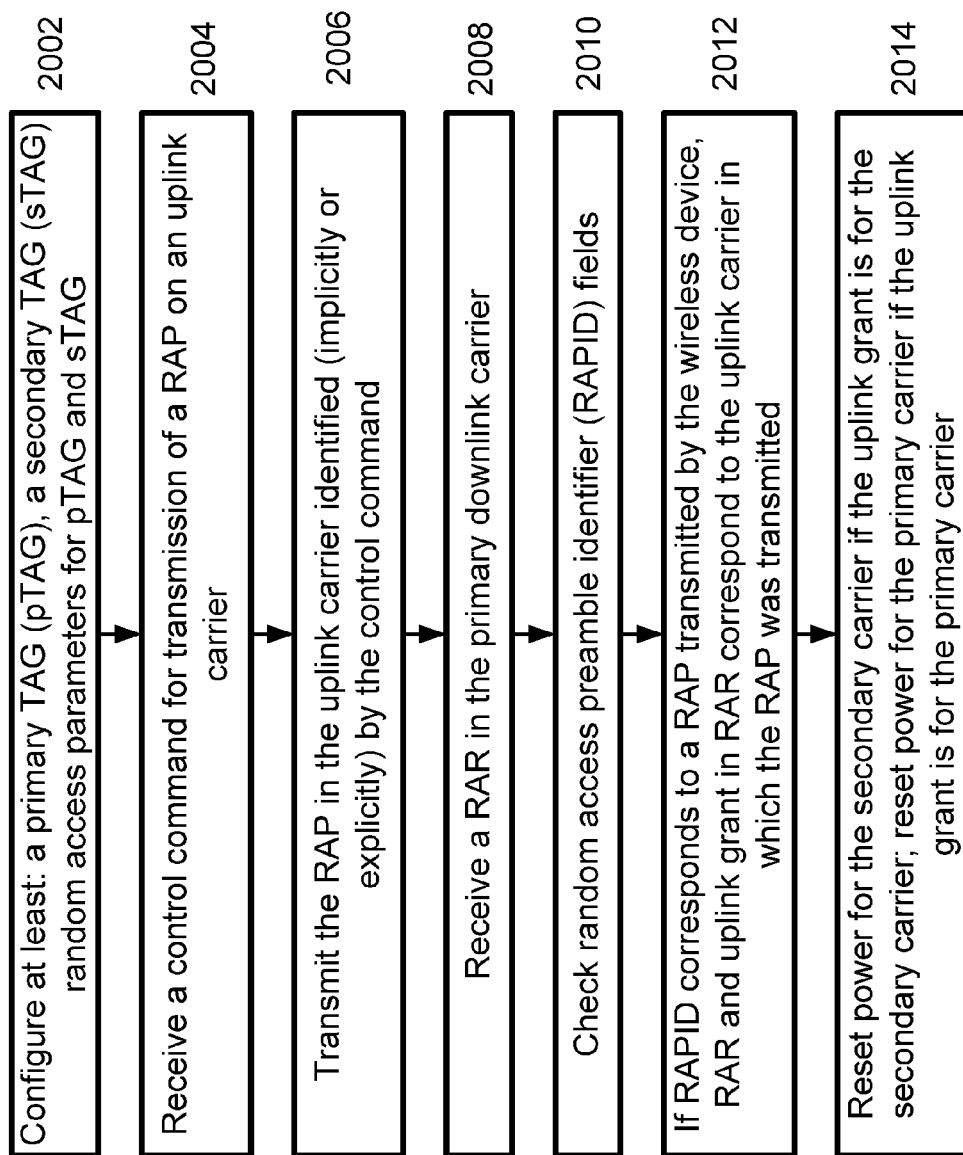 Configure at least: a primary TAG (pTAG), a secondary TAG (sTAG)
random access parameters for pTAG and sTAG
2002
Receive a control command for transmission of a RAP on an uplink
carrier
2004
Transmit the RAP in the uplink carrier identified (implicitly or
explicitly) by the control command
2006
Receive a RAR in the primary downlink carrier
2008
Check random access preamble identifier (RAPID) fields
2010
If RAPID corresponds to a RAP transmitted by the wireless device,
RAR and uplink grant in RAR correspond to the uplink carrier in
which the RAP was transmitted
2012
Reset power for the secondary carrier if the uplink grant is for the
secondary carrier; reset power for the primary carrier if the uplink
grant is for the primary carrier
2014